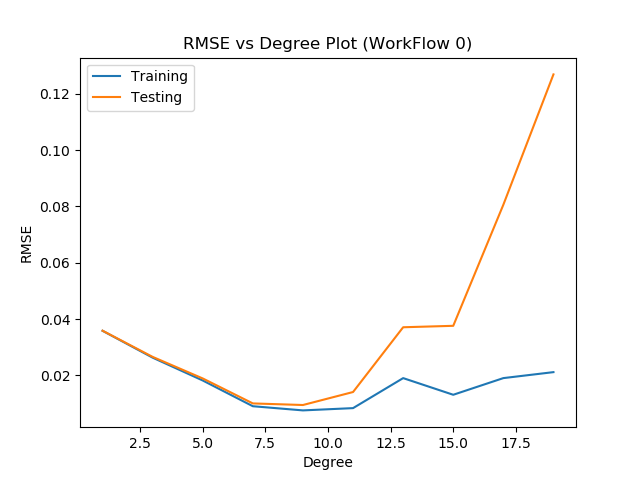 RMSE vs Degree Plot (WorkFlow 0)
Training
Testing
0.12
0.10
0.08
0.06
0.04
0.02
RMSE
2.5 5.0 7.5 10.0 12.5 15.0 17.5
Degree